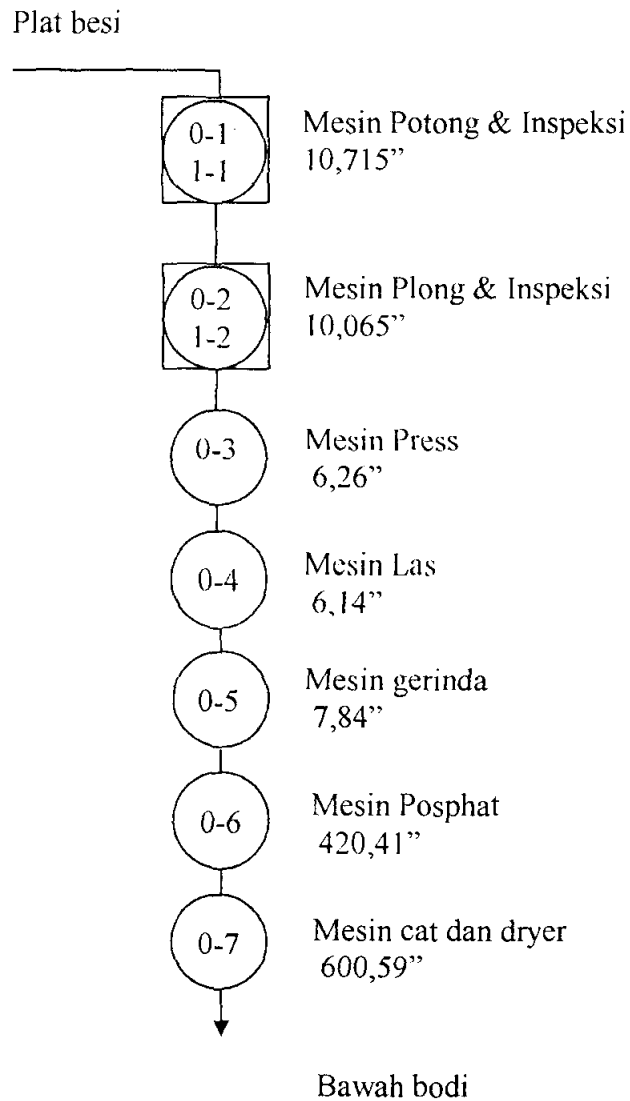 Plat besi
0-1
1-1
Mesin Potong & Inspeksi
10,715”
0-2
1-2
Mesin Plong & Inspeksi
10,065”
0-3
Mesin Press
6,26”
0-4
Mesin Las
6,14”
0-5
Mesin gerinda
7,84”
0-6
Mesin Posphat
420,41”
0-7
Mesin cat dan dryer
600,59”
Bawah bodi